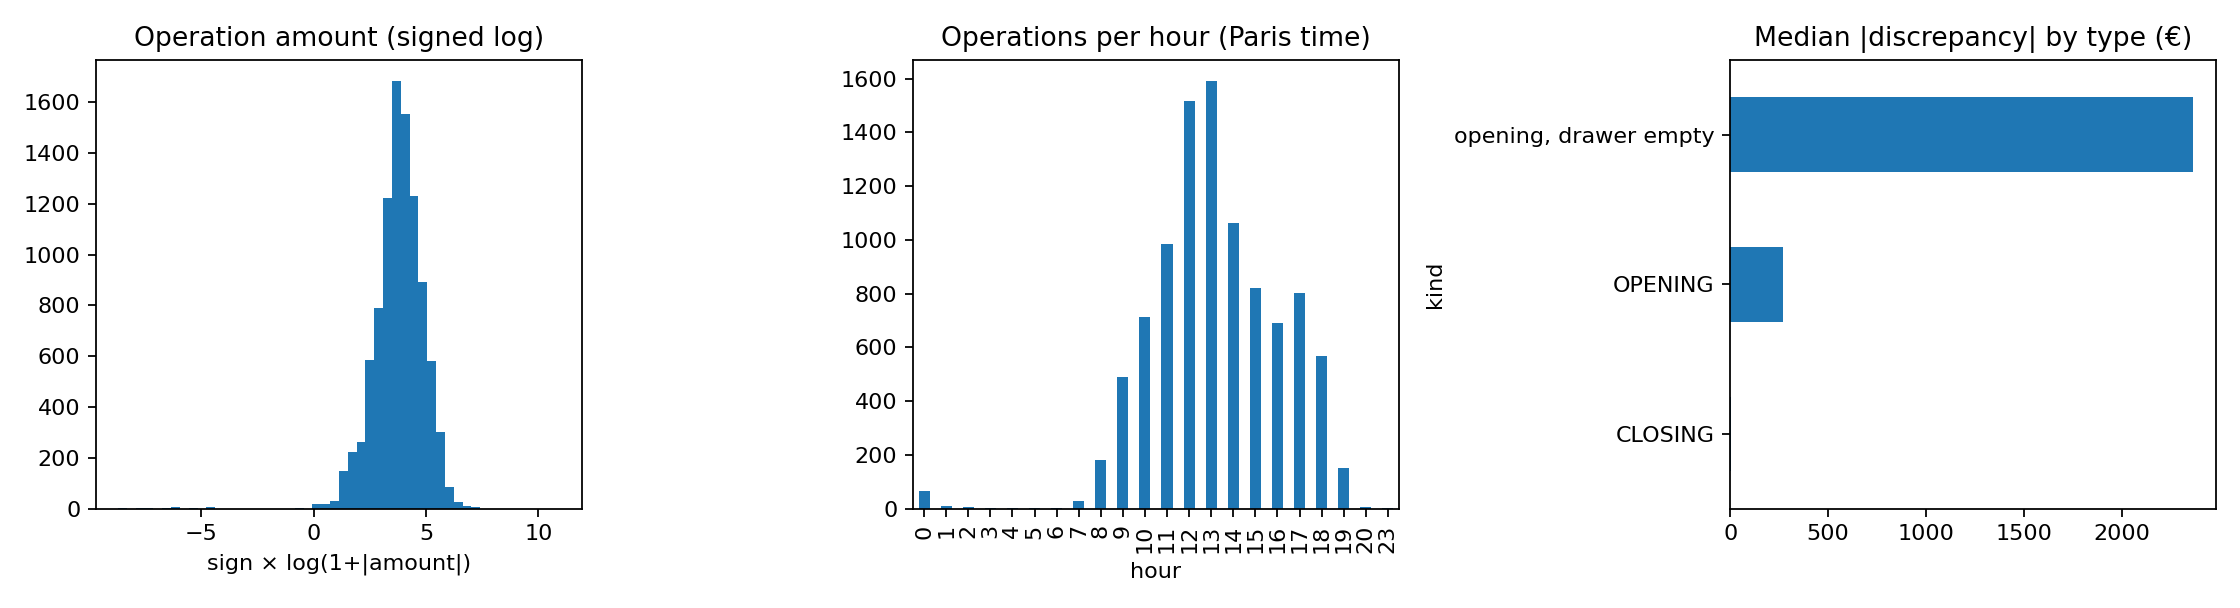 Operation amount (signed log)
1600
1400
1200
1000
800
600
400
200
0
−5 0 5 10
sign × log(1+|amount|)
Operations per hour (Paris time)
1600
1400
1200
1000
800
600
400
200
0
0 1 2 3 4 5 6 7 8 9 10 11 12 13 14 15 16 17 18 19 20 23
hour
Median |discrepancy| by type (€)
kind
opening, drawer empty
OPENING
CLOSING
0 500 1000 1500 2000